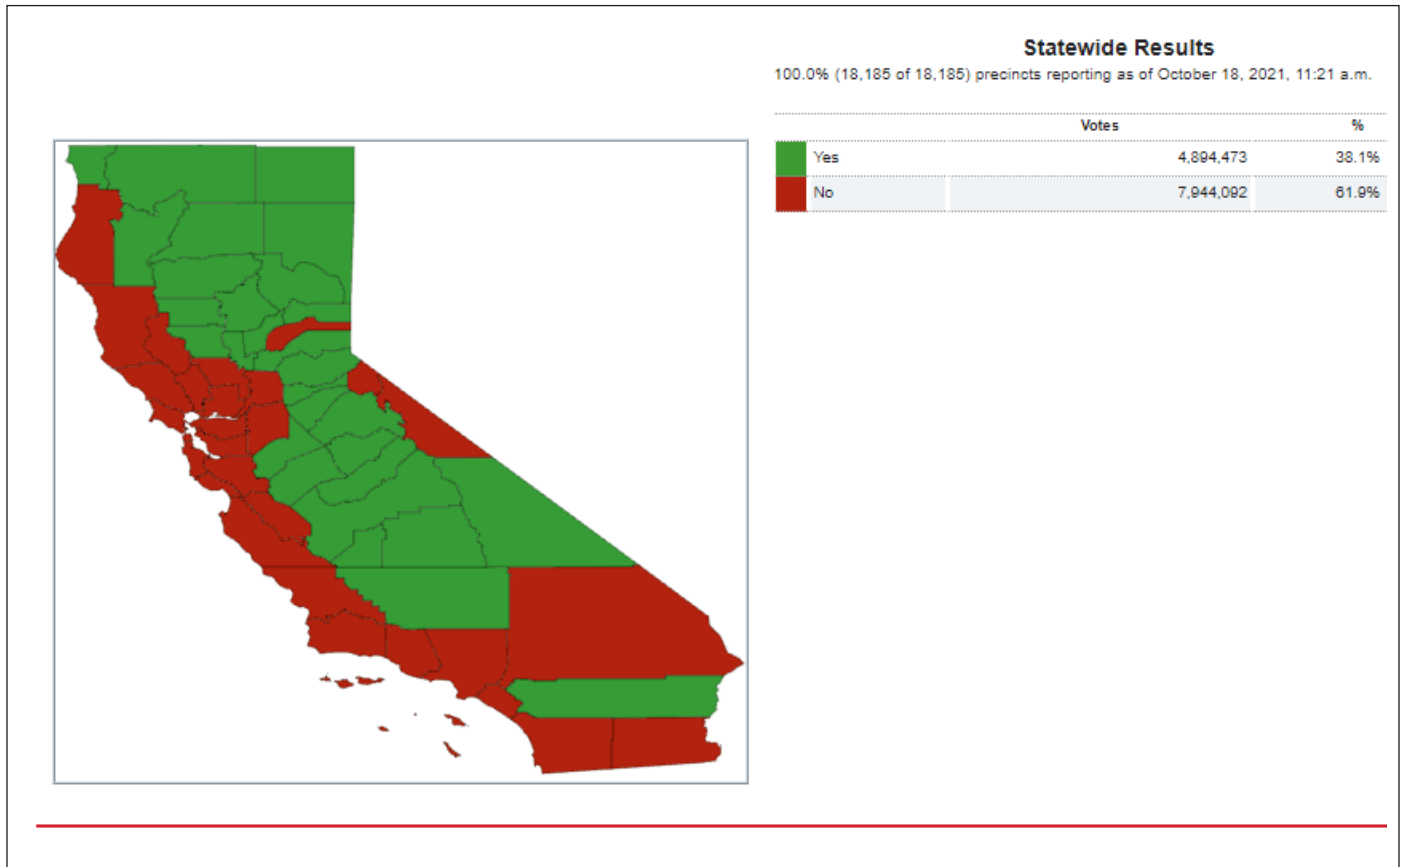 Statewide Results
100.0% (18,185 of 18,185) precincts reporting as of October 18, 2021, 11:21 a.m.
Votes %
Yes 4,894,473 38.1%
No 7,944,092 61.9%